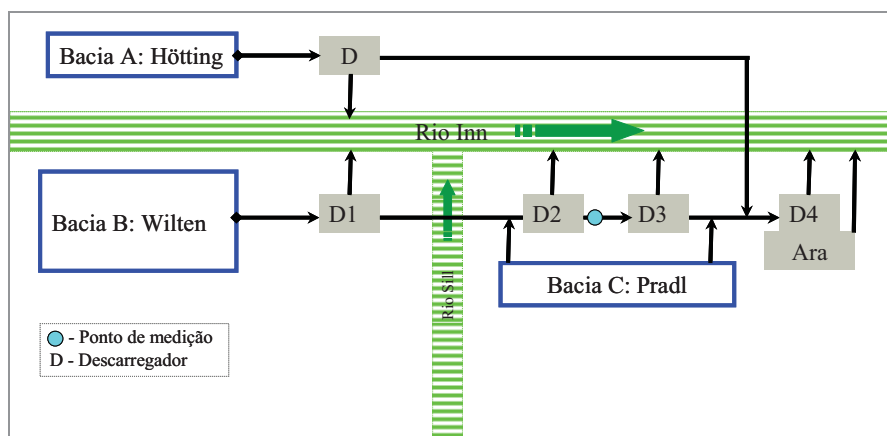 Bacia A: Hötting
D
Rio Inn
Bacia B: Wilten
D1
D2
D3
D4
Ara
Rio Sill
Bacia C: Pradl
- Ponto de medição
D - Descarregador